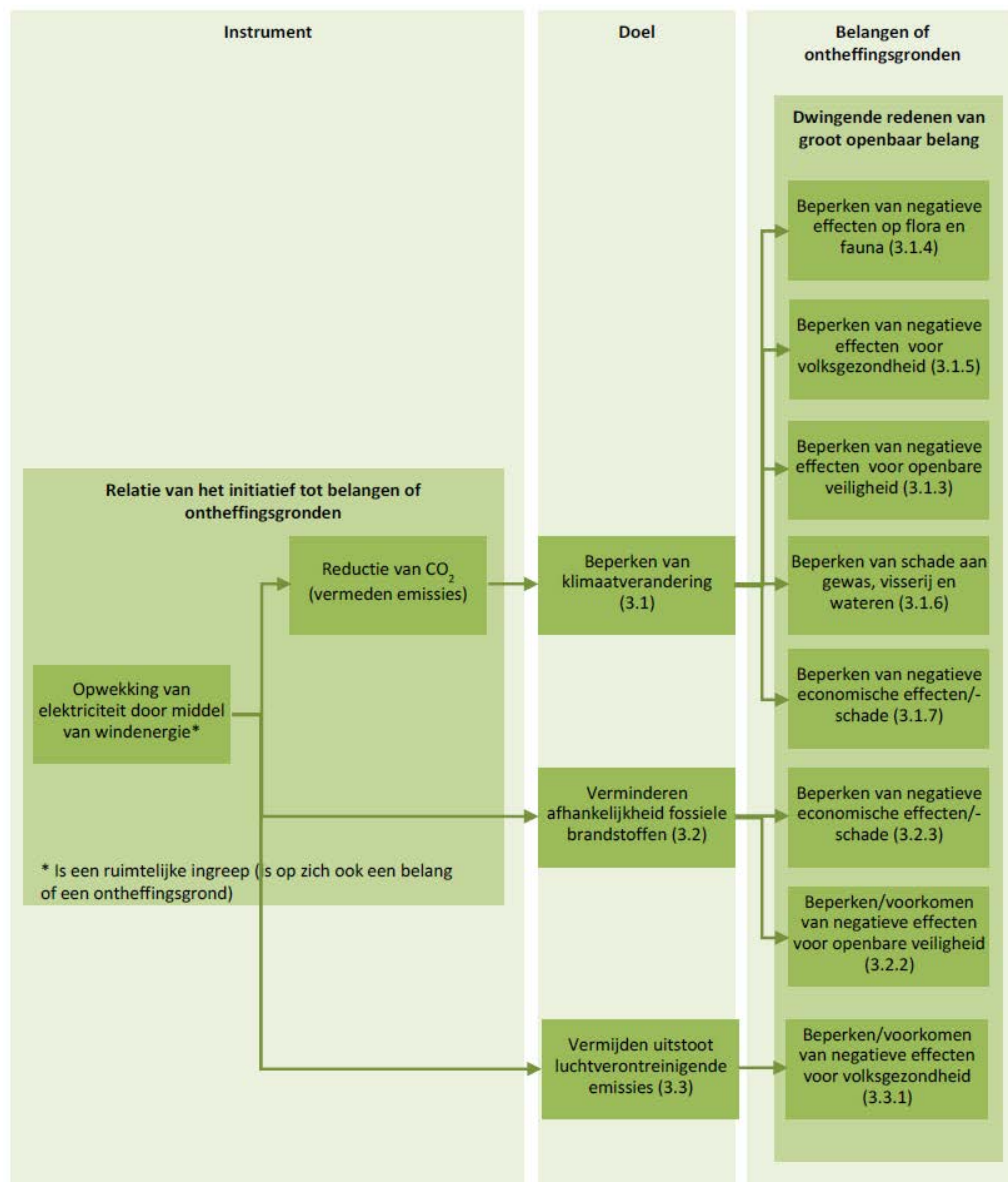 Instrument
Doel
Belangen of
ontheffingsgronden
Dwingende redenen van
groot openbaar belang
Beperken van negatieve
effecten op flora en
fauna (3.1.4)
Beperken van negatieve
effecten voor
volksgezondheid (3.1.5)
Beperken van negatieve
effecten voor openbare
veiligheid (3.1.3)
Relatie van het initiatief tot belangen of
ontheffingsgronden
Reductie van CO₂
(vermeden emissies)
Beperken van
klimaatverandering
(3.1)
Beperken van schade aan
gewas, visserij en
wateren (3.1.6)
Opwekking van
elektriciteit door middel
van windenergie*
Beperken van negatieve
economische effecten/-
schade (3.1.7)
Verminderen
afhankelijkheid fossiele
brandstoffen (3.2)
Beperken van negatieve
economische effecten/-
schade (3.2.3)
* Is een ruimtelijke ingreep (is op zich ook een belang
of een ontheffingsgrond)
Beperken/voorkomen
van negatieve effecten
voor openbare veiligheid
(3.2.2)
Vermijden uitstoot
luchtverontreinigende
emissies (3.3)
Beperken/voorkomen
van negatieve effecten
voor volksgezondheid
(3.3.1)